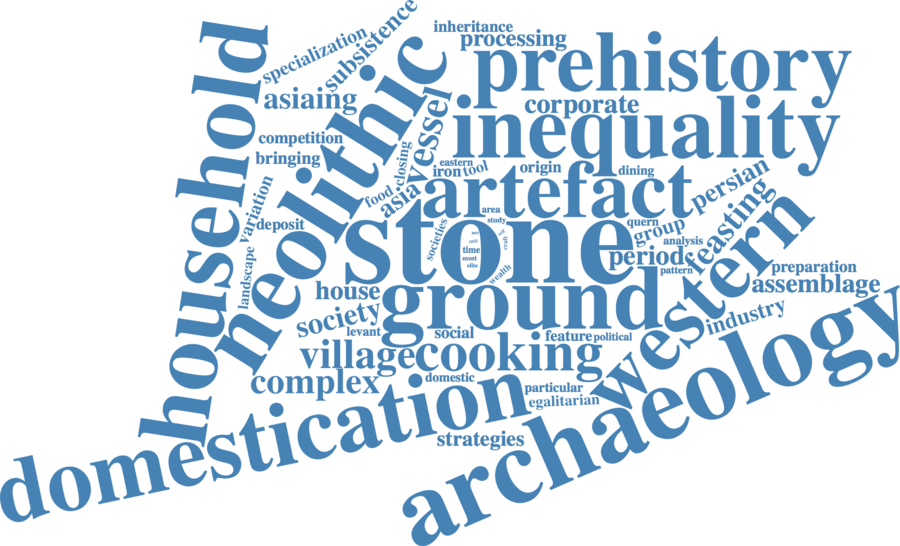 inheritance
specialization
subsistence
processing
household
prehistory
neolithic
asiaing
corporate
vessel
inequality
competition
bringing
closing
eastern
iron
tool
origin
dining
food
asia
artefact
persian
variation
deposit
area
study
stone
societies
time
most
elite
craft
wealth
quern
group
analysis
feasting
period
pattern
western
preparation
assemblage
landscape
house
ground
society
levant
social
feature
political
industry
village
cooking
complex
domestic
particular
egalitarian
archaeology
domestication
strategies